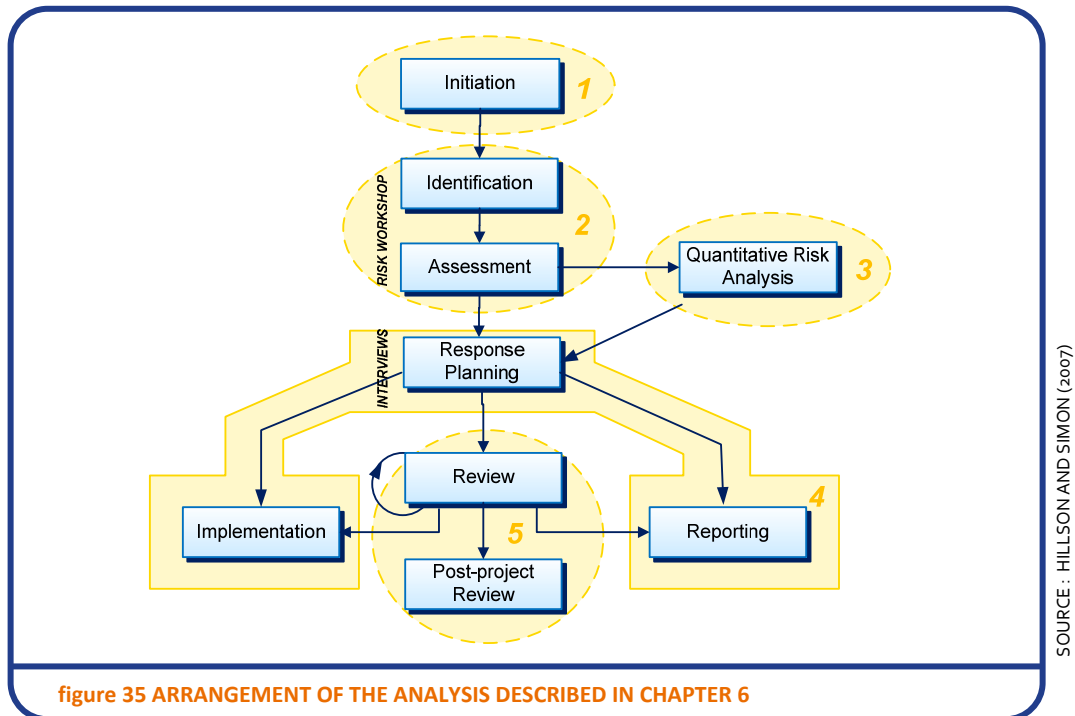 Initiation
1
RISK WORKSHOP
Identification
2
Assessment
Quantitative Risk
Analysis
3
INTERVIEWS
Response
Planning
Review
4
Implementation
5
Reporting
Post-project
Review
SOURCE : HILLSON AND SIMON (2007)
figure 35 ARRANGEMENT OF THE ANALYSIS DESCRIBED IN CHAPTER 6